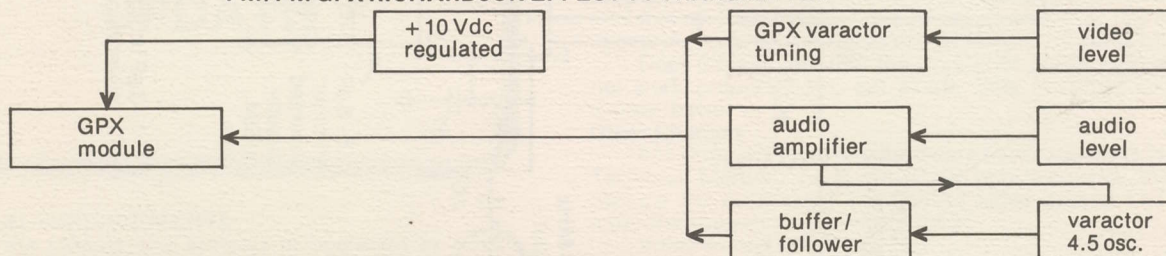 + 10 Vdc
regulated
GPX varactor
tuning
video
level
GPX
module
audio
amplifier
audio
level
buffer/
follower
varactor
4.5 osc.